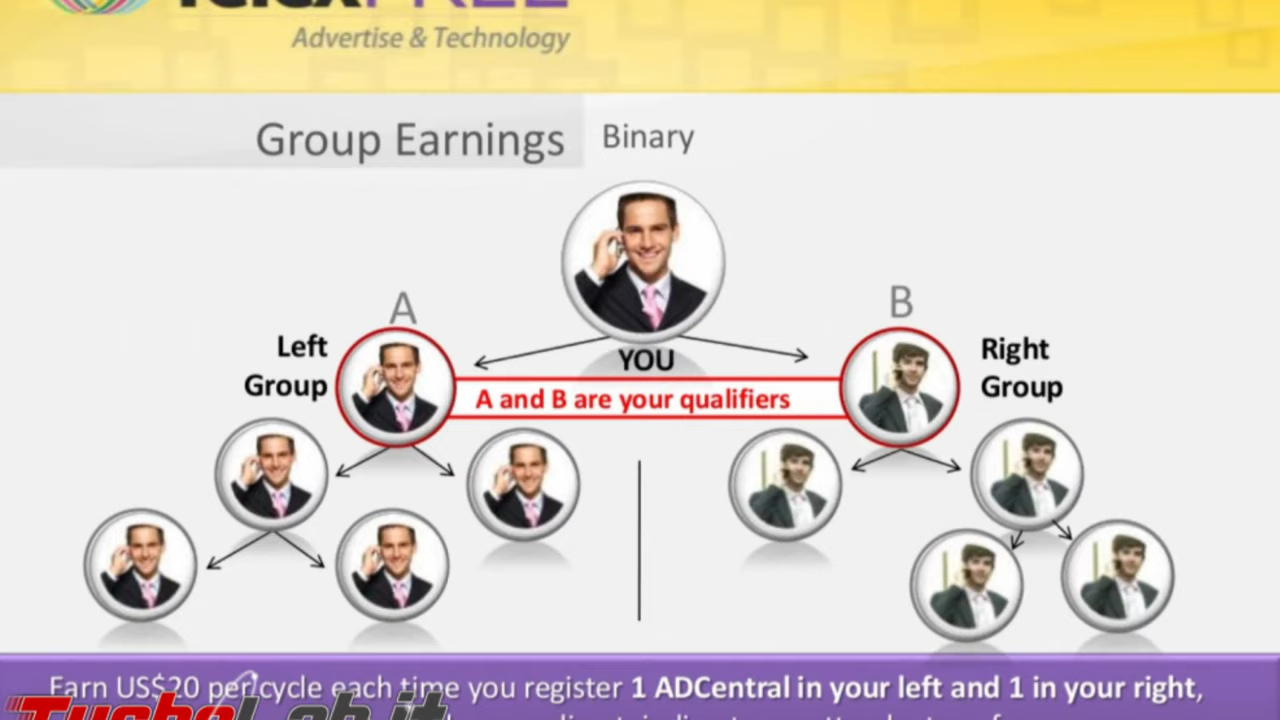 Advertise & Technology
Group Earnings Binary
A
B
Left
Group
YOU
Right
Group
A and B are your qualifiers
Earn US$20 per cycle each time you register 1 ADCentral in your left and 1 in your right,